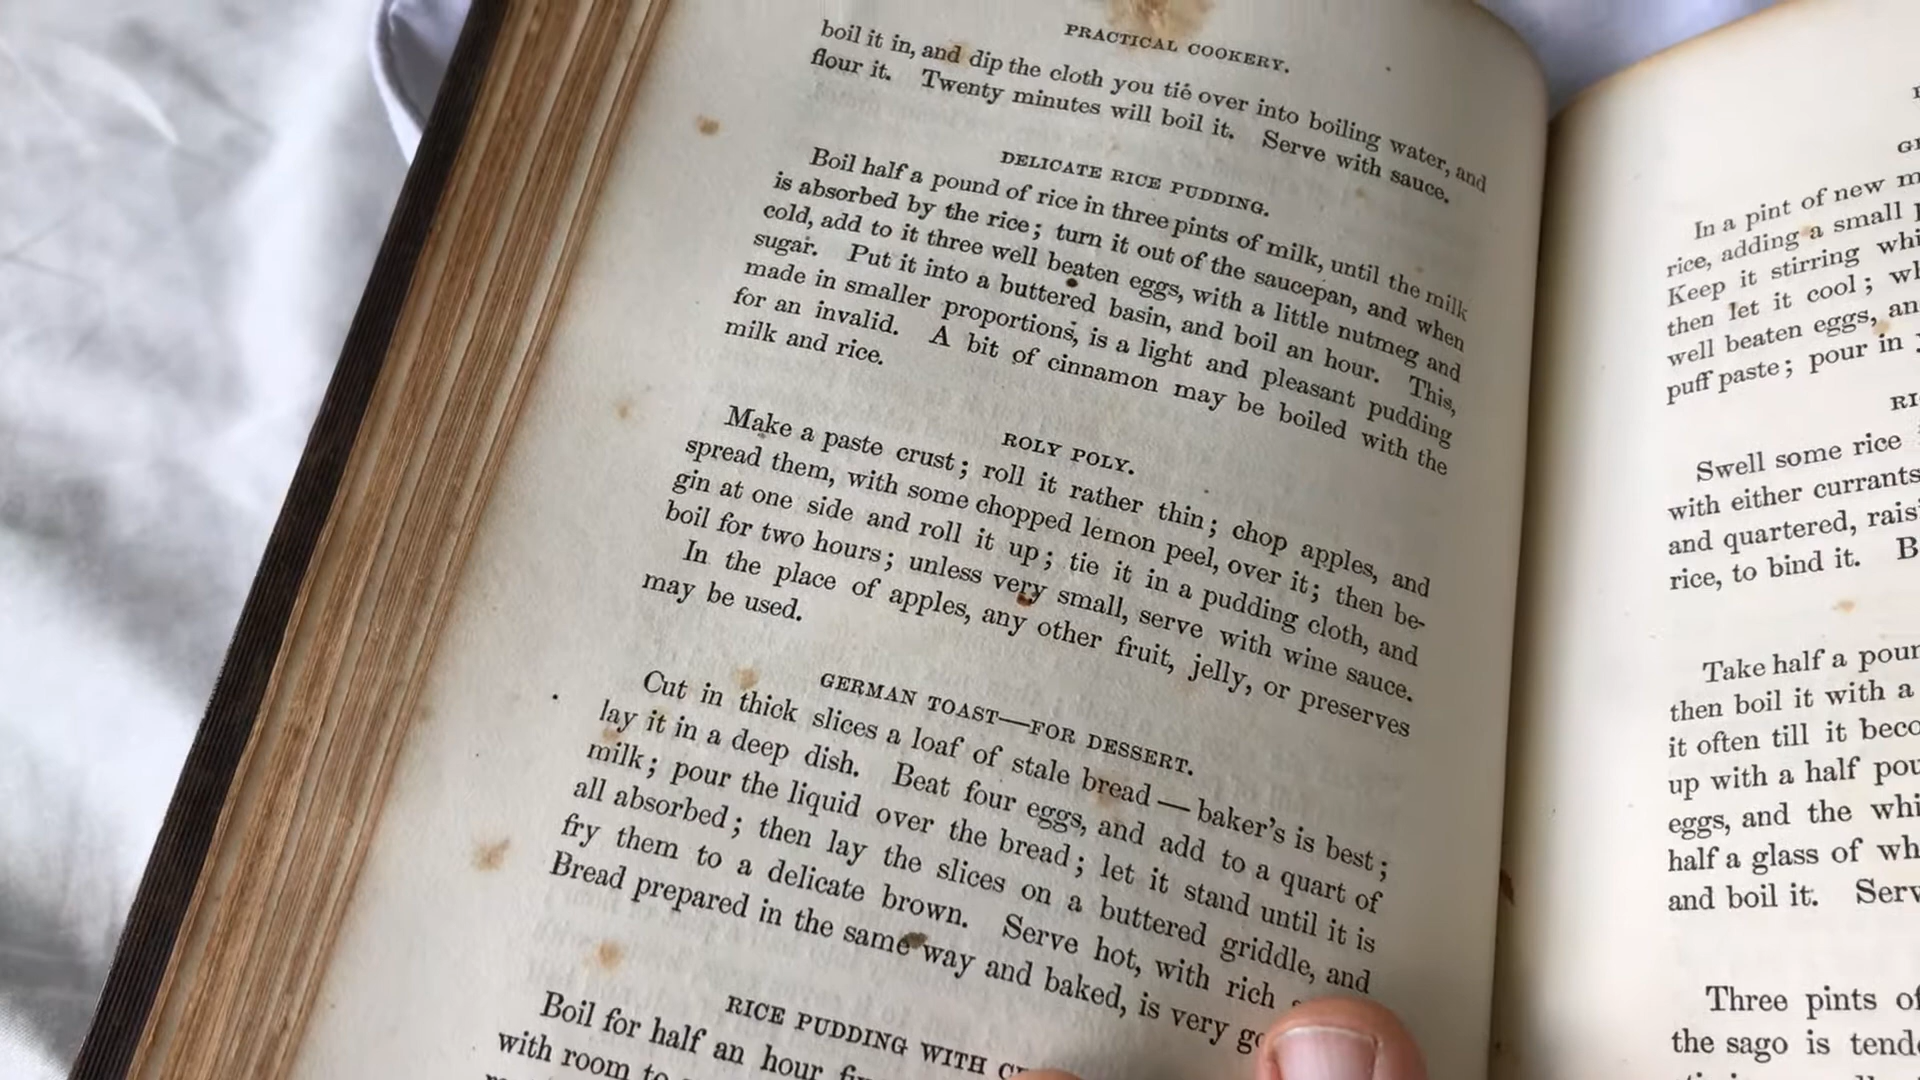 PRACTICAL COOKERY.
boil it in, and dip the cloth you tie over into boiling water, and
flour it. Twenty minutes will boil it. Serve with sauce.
DELICATE RICE PUDDING.
Boil half a pound of rice in three pints of milk, until the milk
is absorbed by the rice; turn it out of the saucepan, and when
cold, add to it three well beaten eggs, with a little nutmeg and
sugar. Put it into a buttered basin, and boil an hour. This,
made in smaller proportions, is a light and pleasant pudding
for an invalid. A bit of cinnamon may be boiled with the
milk and rice.
ROLY POLY.
Make a paste crust; roll it rather thin; chop apples, and
spread them, with some chopped lemon peel, over it; then be-
gin at one side and roll it up; tie it in a pudding cloth, and
boil for two hours; unless very small, serve with wine sauce.
In the place of apples, any other fruit, jelly, or preserves
may be used.
GERMAN TOAST—FOR DESSERT.
Cut in thick slices a loaf of stale bread — baker's is best;
lay it in a deep dish. Beat four eggs, and add to a quart of
milk; pour the liquid over the bread; let it stand until it is
all absorbed; then lay the slices on a buttered griddle, and
fry them to a delicate brown. Serve hot, with rich
Bread prepared in the same way and baked, is very
RICE PUDDING WITH
Boil for half an hour
with room to
In a pint of new
rice, adding a small
Keep it stirring
then let it cool;
well beaten eggs,
puff paste; pour in
Swell some rice
with either currants
and quartered,
rice, to bind it.
Take half a
then boil it with a
it often till it
up with a half
eggs, and the
half a glass of
and boil it.
Three pints of
the sago is